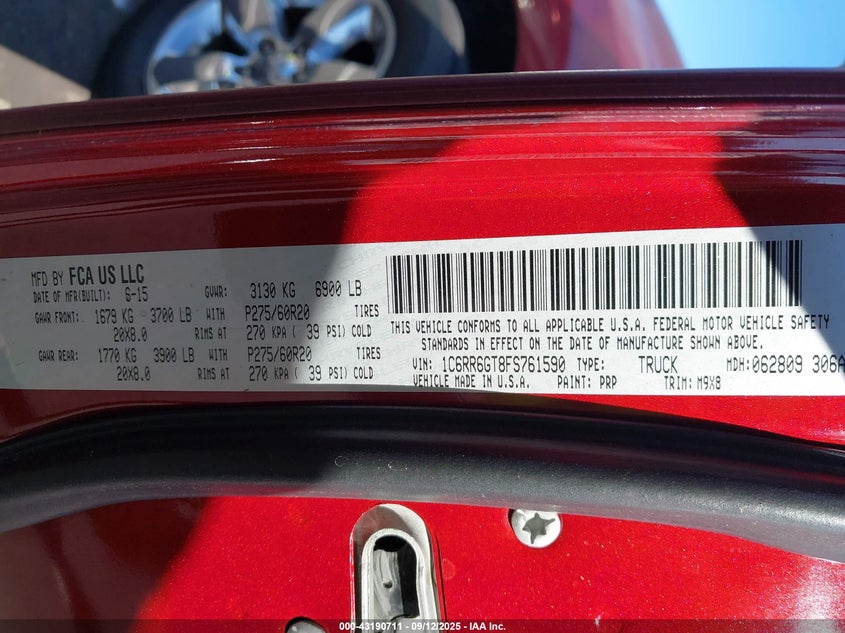 MFD BY FCA US LLC
DATE OF MFR(BUILT): 6-15 GVWR: 3130 KG 6900 LB
GAWR FRONT: 1679 KG 3700 LB WITH P275/60R20 TIRES
20X8.0 RIMS AT 270 KPA ( 39 PSI) COLD
GAWR REAR: 1770 KG 3900 LB WITH P275/60R20 TIRES
20X8.0 RIMS AT 270 KPA ( 39 PSI) COLD
THIS VEHICLE CONFORMS TO ALL APPLICABLE U.S.A. FEDERAL MOTOR VEHICLE SAFETY
STANDARDS IN EFFECT ON THE DATE OF MANUFACTURE SHOWN ABOVE.
VIN: 1C6RR6GT8FS761590 TYPE: TRUCK MDH:062809 306A
VEHICLE MADE IN U.S.A. PAINT: PRP TRIM: M9X8
000-43190711 - 09/12/2025 - IAA Inc.